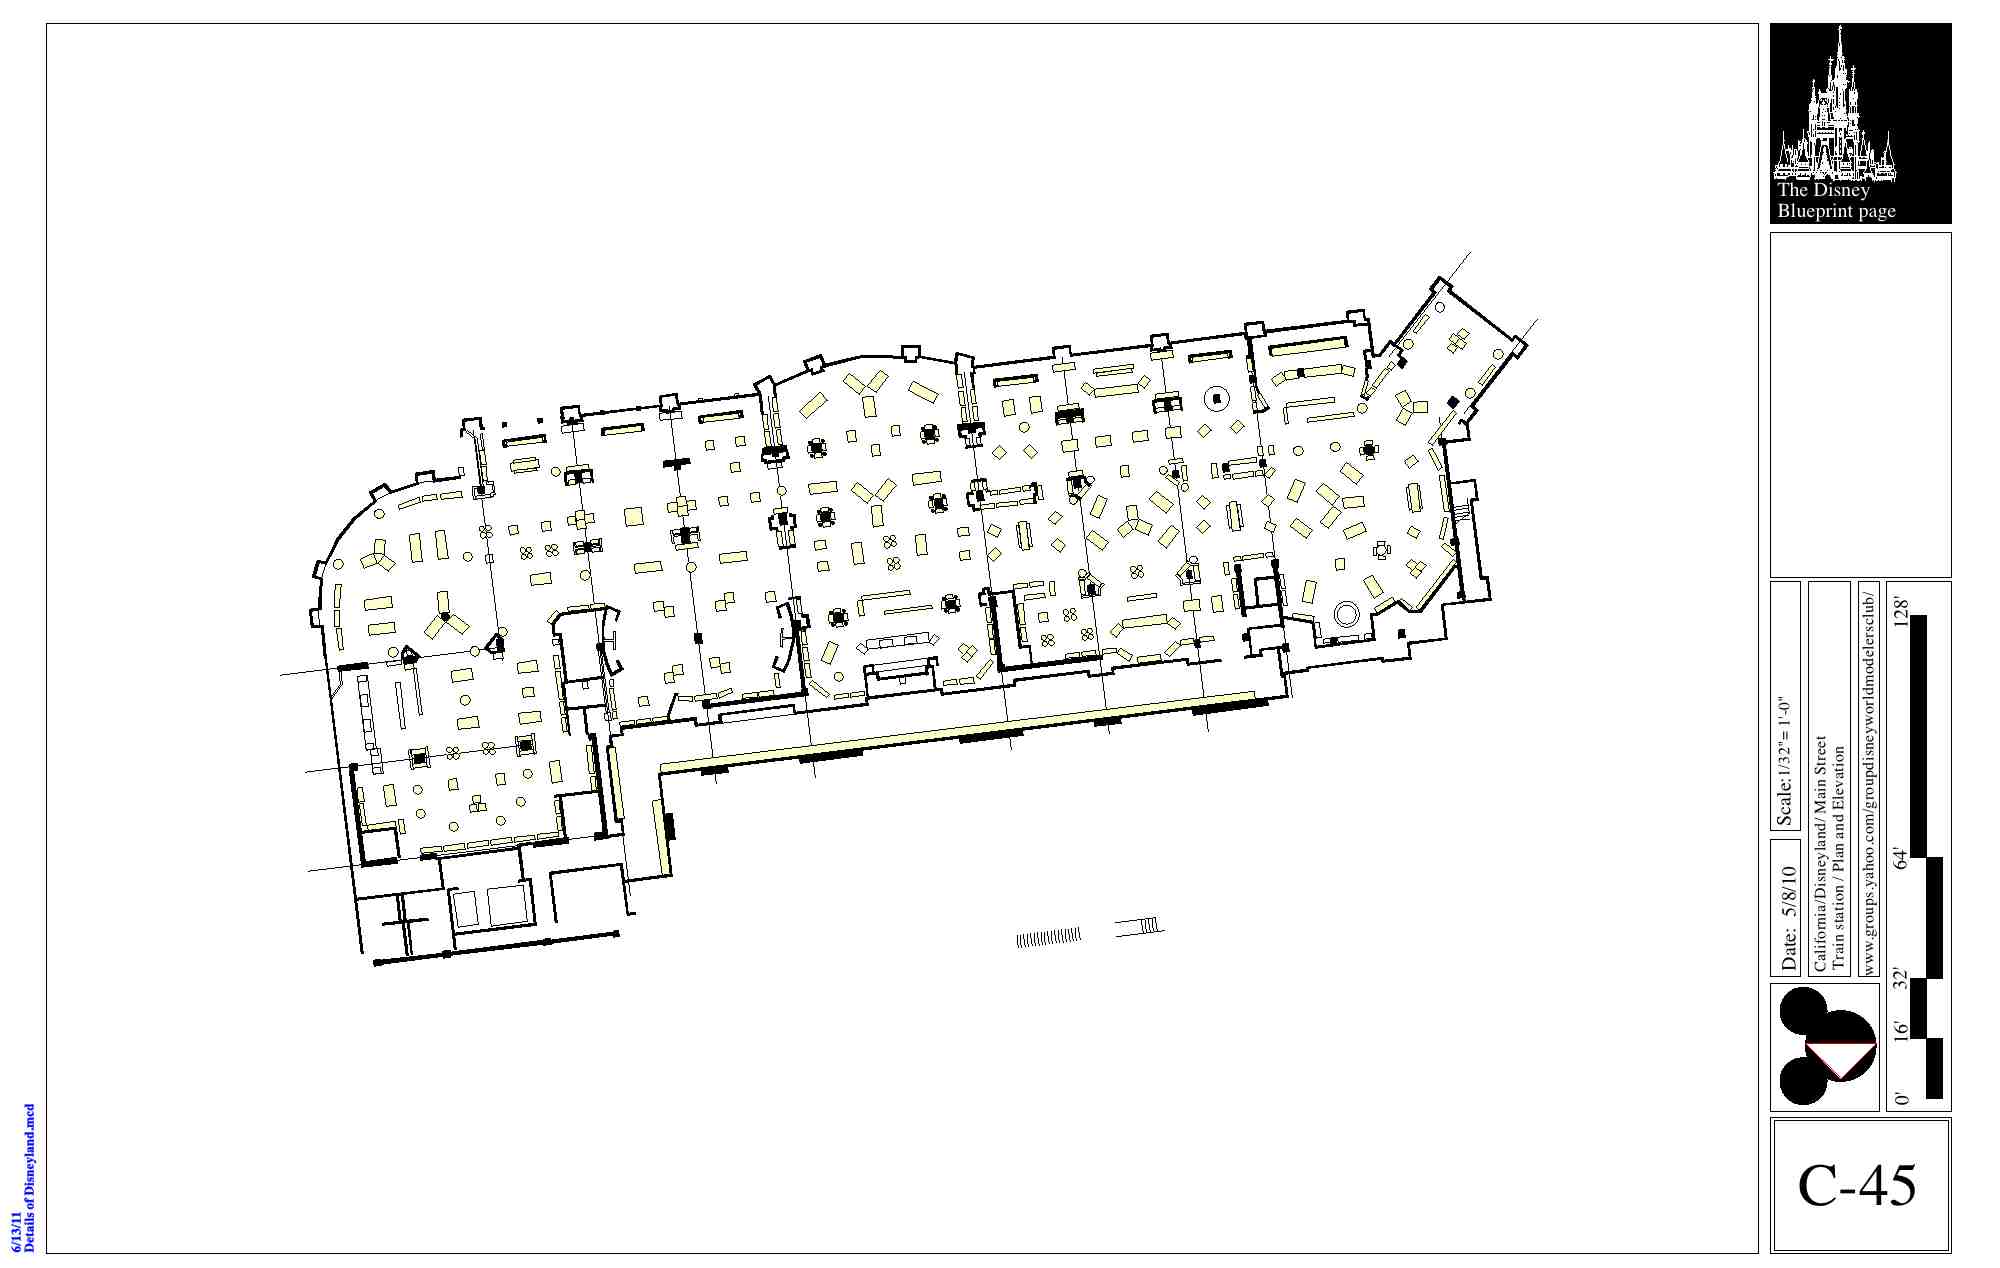 The Disney
Blueprint page
Scale:1/32"= 1'-0"
Date: 5/8/10
California/Disneyland/ Main Street
Train station / Plan and Elevation
www.groups.yahoo.com/groupdisneyworldmodelersclub/
128'
64'
32'
16'
0'
C-45
6/13/11
Details of Disneyland.mcd